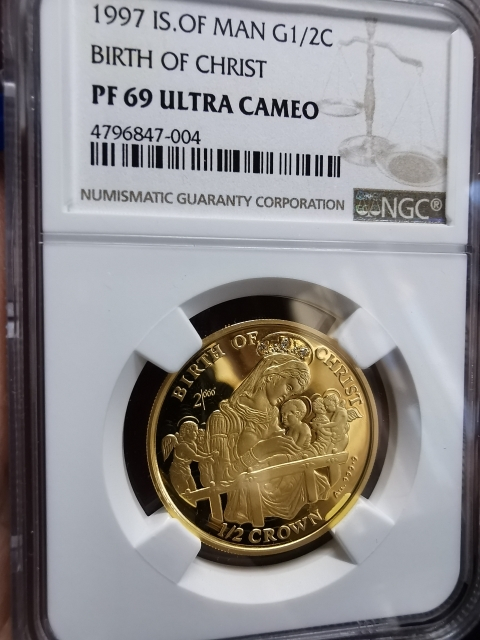 1997 IS.OF MAN G1/2C
BIRTH OF CHRIST
PF 69 ULTRA CAMEO
4796847-004
NUMISMATIC GUARANTY CORPORATION
NGC®
BIRTH OF CHRIST
2000
1/2 CROWN